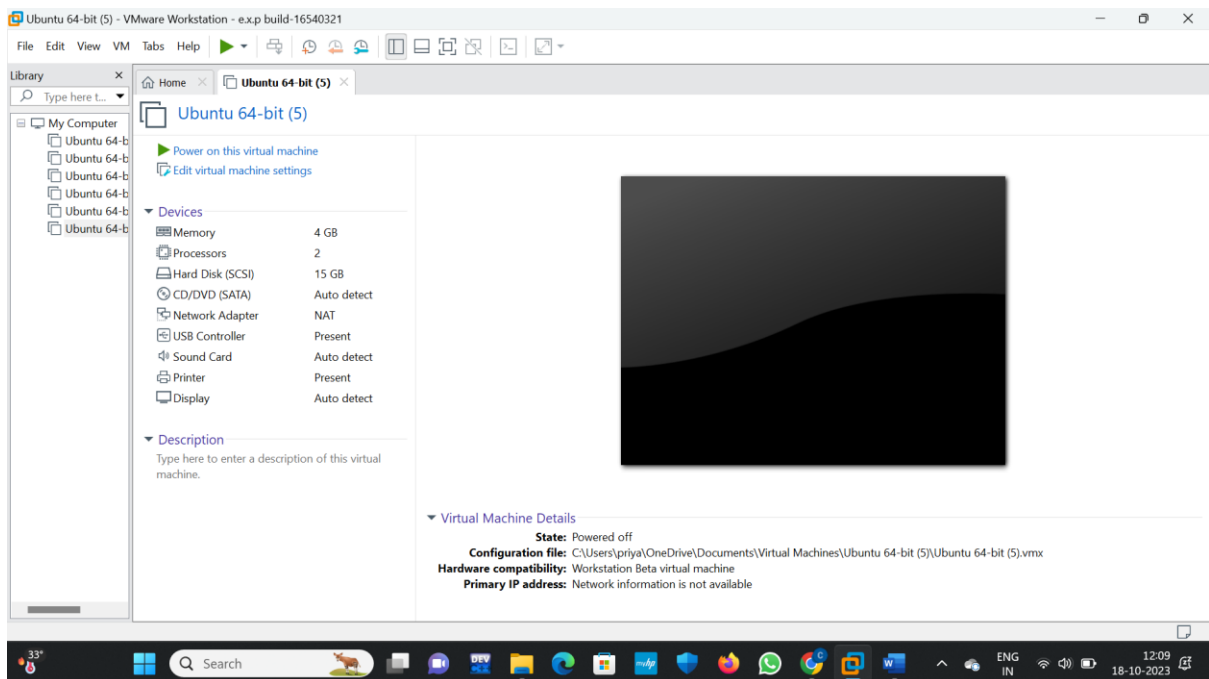 Ubuntu 64-bit (5) - VMware Workstation - e.x.p build-16540321
File Edit View VM Tabs Help
Library
Type here t...
My Computer
Ubuntu 64-b
Ubuntu 64-b
Ubuntu 64-b
Ubuntu 64-b
Ubuntu 64-b
Ubuntu 64-b
Home
Ubuntu 64-bit (5)
Ubuntu 64-bit (5)
Power on this virtual machine
Edit virtual machine settings
Devices
Memory 4 GB
Processors 2
Hard Disk (SCSI) 15 GB
CD/DVD (SATA) Auto detect
Network Adapter NAT
USB Controller Present
Sound Card Auto detect
Printer Present
Display Auto detect
Description
Type here to enter a description of this virtual
machine.
Virtual Machine Details
State: Powered off
Configuration file: C:\Users\priya\OneDrive\Documents\Virtual Machines\Ubuntu 64-bit (5)\Ubuntu 64-bit (5).vmx
Hardware compatibility: Workstation Beta virtual machine
Primary IP address: Network information is not available
33°
Search
DEV
myhp
C
W
ENG
IN
12:09
18-10-2023